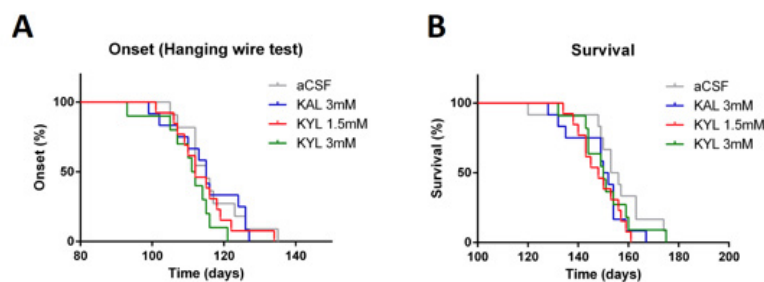 A
Onset (Hanging wire test)
aCSF
KAL 3mM
KYL 1.5mM
KYL 3mM
Onset (%)
100
50
0
80
100
120
140
Time (days)
B
Survival
aCSF
KAL 3mM
KYL 1.5mM
KYL 3mM
Survival (%)
100
50
0
100
120
140
160
180
200
Time (days)